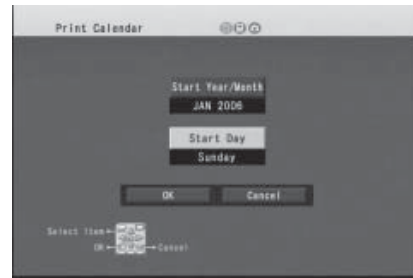 Print Calendar
Start Year/Month
JAN 2006
Start Day
Sunday
OK Cancel
Select Item
OK Cancel